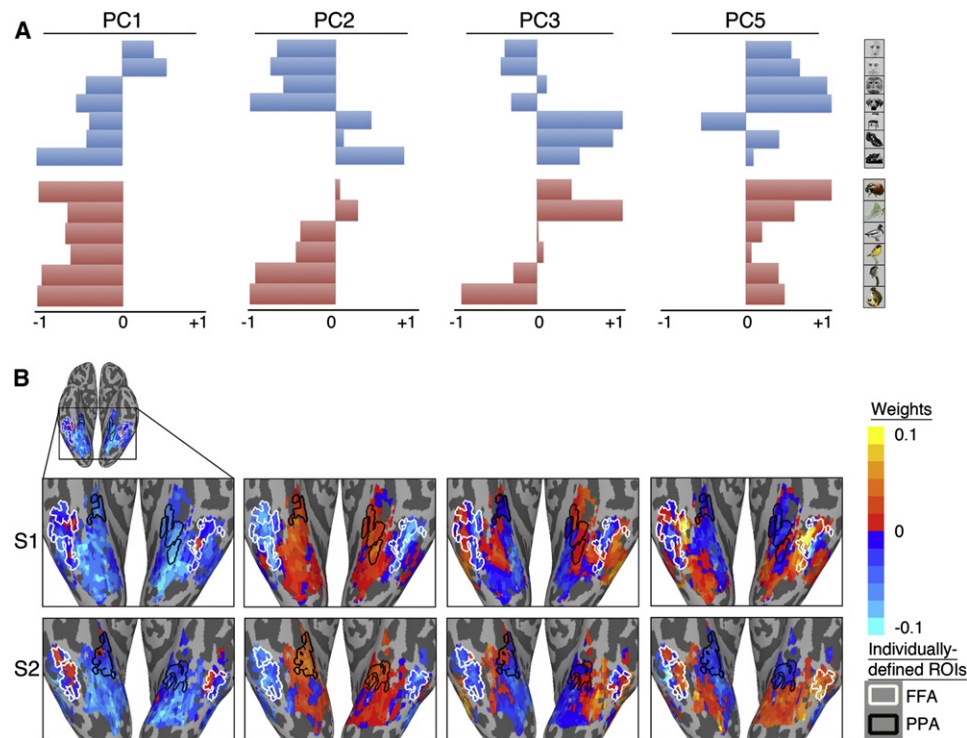 A
PC1 PC2 PC3 PC5
-1 0 +1 -1 0 +1 -1 0 +1 -1 0 +1
B
Weights
0.1
0
-0.1
S1
S2
Individually-
defined ROIs
FFA
PPA